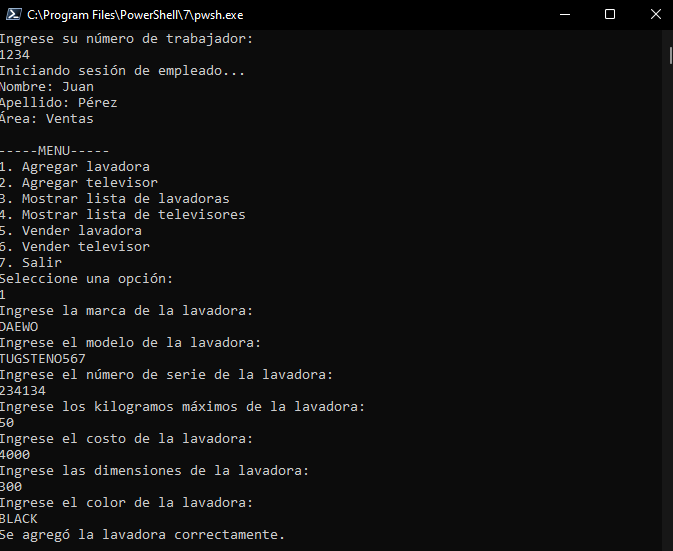 C:\Program Files\PowerShell\7\pwsh.exe
Ingrese su número de trabajador:
1234
Iniciando sesión de empleado...
Nombre: Juan
Apellido: Pérez
Área: Ventas
-----MENU-----
1. Agregar lavadora
2. Agregar televisor
3. Mostrar lista de lavadoras
4. Mostrar lista de televisores
5. Vender lavadora
6. Vender televisor
7. Salir
Seleccione una opción:
1
Ingrese la marca de la lavadora:
DAEWO
Ingrese el modelo de la lavadora:
TUGSTENO567
Ingrese el número de serie de la lavadora:
234134
Ingrese los kilogramos máximos de la lavadora:
50
Ingrese el costo de la lavadora:
4000
Ingrese las dimensiones de la lavadora:
300
Ingrese el color de la lavadora:
BLACK
Se agregó la lavadora correctamente.